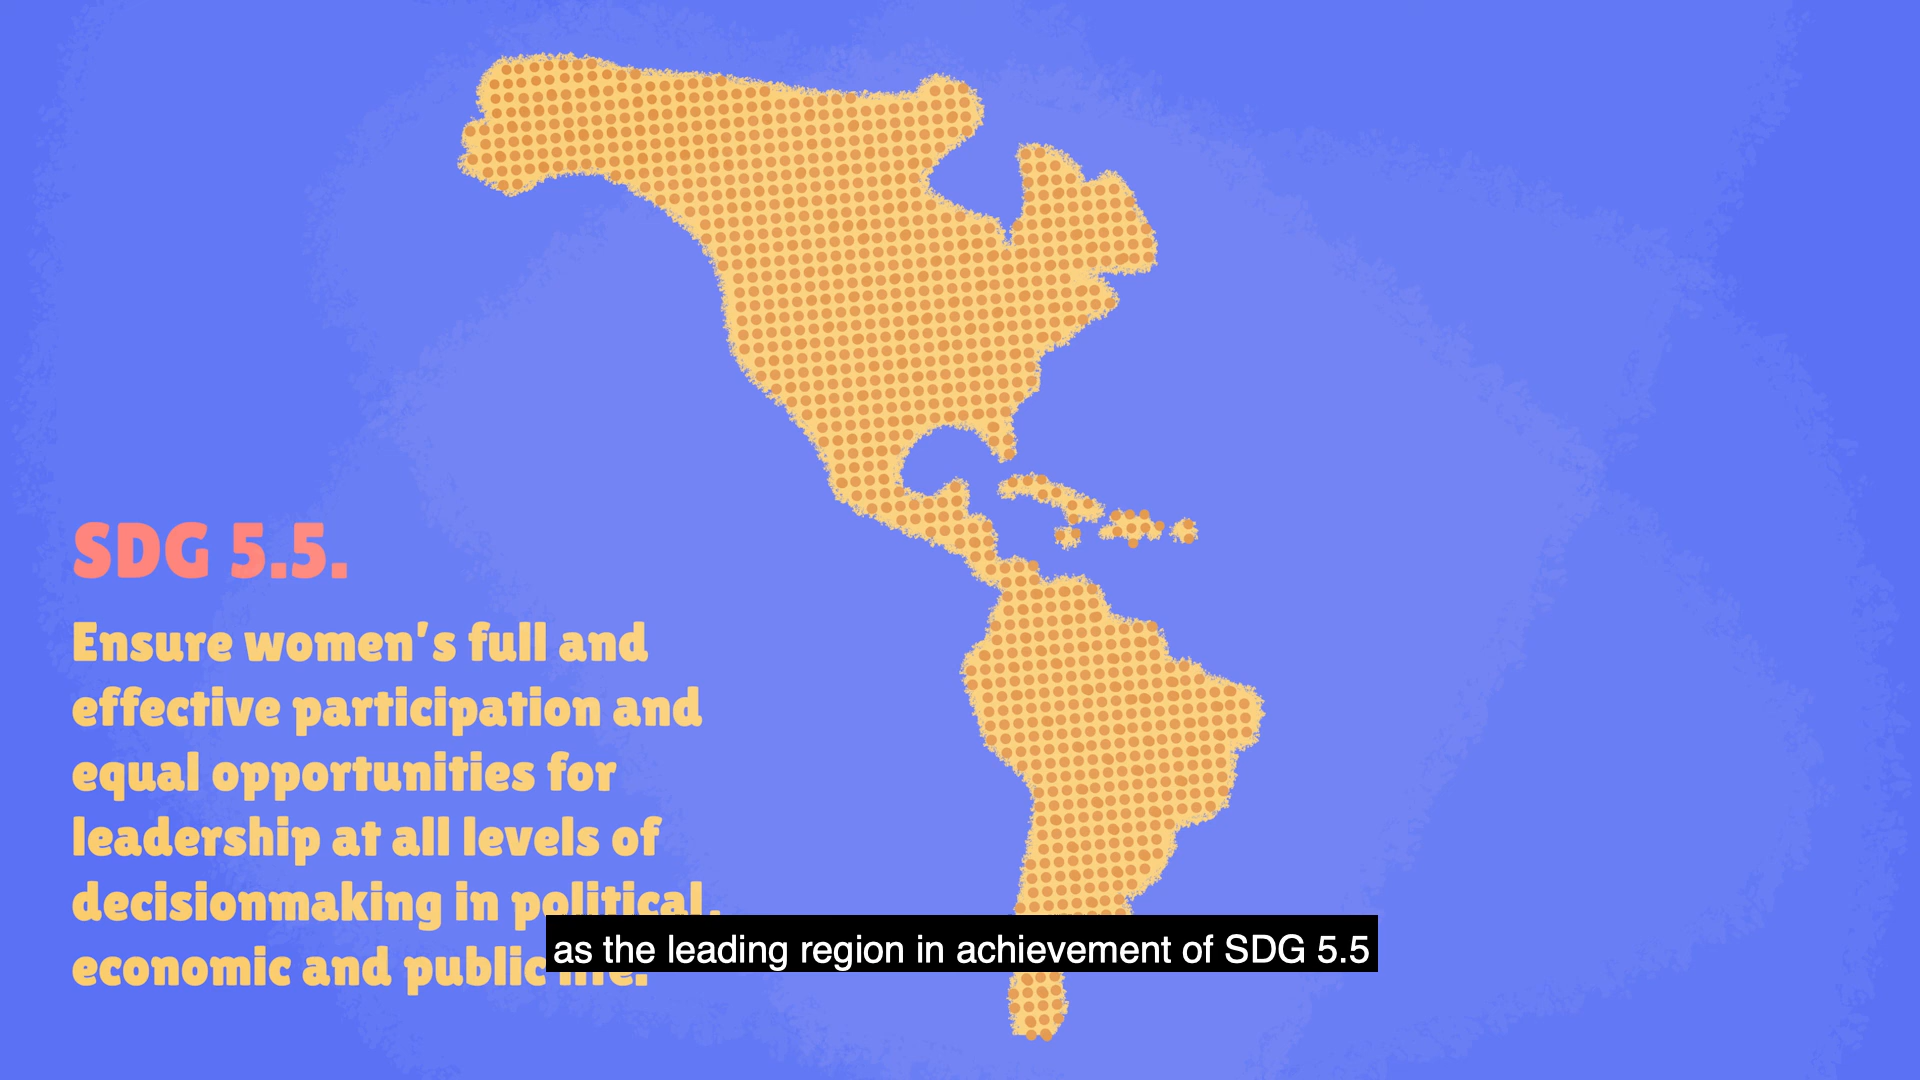 SDG 5.5.
Ensure women's full and
effective participation and
equal opportunities for
leadership at all levels of
decisionmaking in political,
economic and public life.
as the leading region in achievement of SDG 5.5